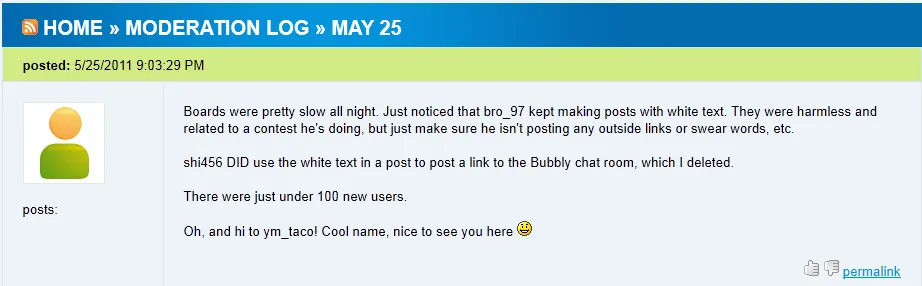 HOME » MODERATION LOG » MAY 25
posted: 5/25/2011 9:03:29 PM
Boards were pretty slow all night. Just noticed that bro_97 kept making posts with white text. They were harmless and
related to a contest he's doing, but just make sure he isn't posting any outside links or swear words, etc.
shi456 DID use the white text in a post to post a link to the Bubbly chat room, which I deleted.
There were just under 100 new users.
posts:
Oh, and hi to ym_taco! Cool name, nice to see you here
permalink